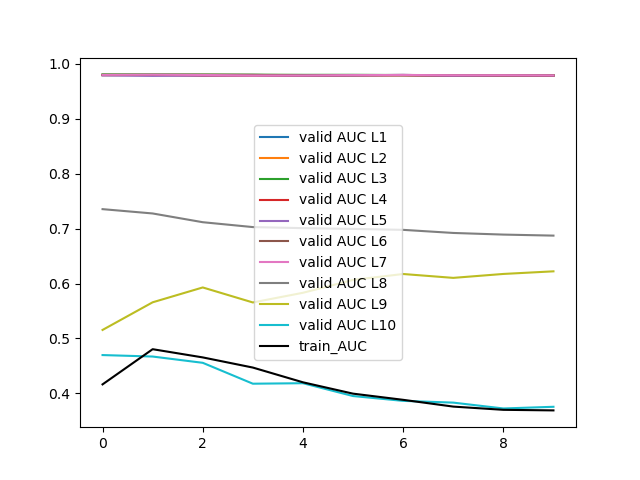 1.0
0.9
0.8
0.7
0.6
0.5
0.4
valid AUC L1
valid AUC L2
valid AUC L3
valid AUC L4
valid AUC L5
valid AUC L6
valid AUC L7
valid AUC L8
valid AUC L9
valid AUC L10
train_AUC
0 2 4 6 8